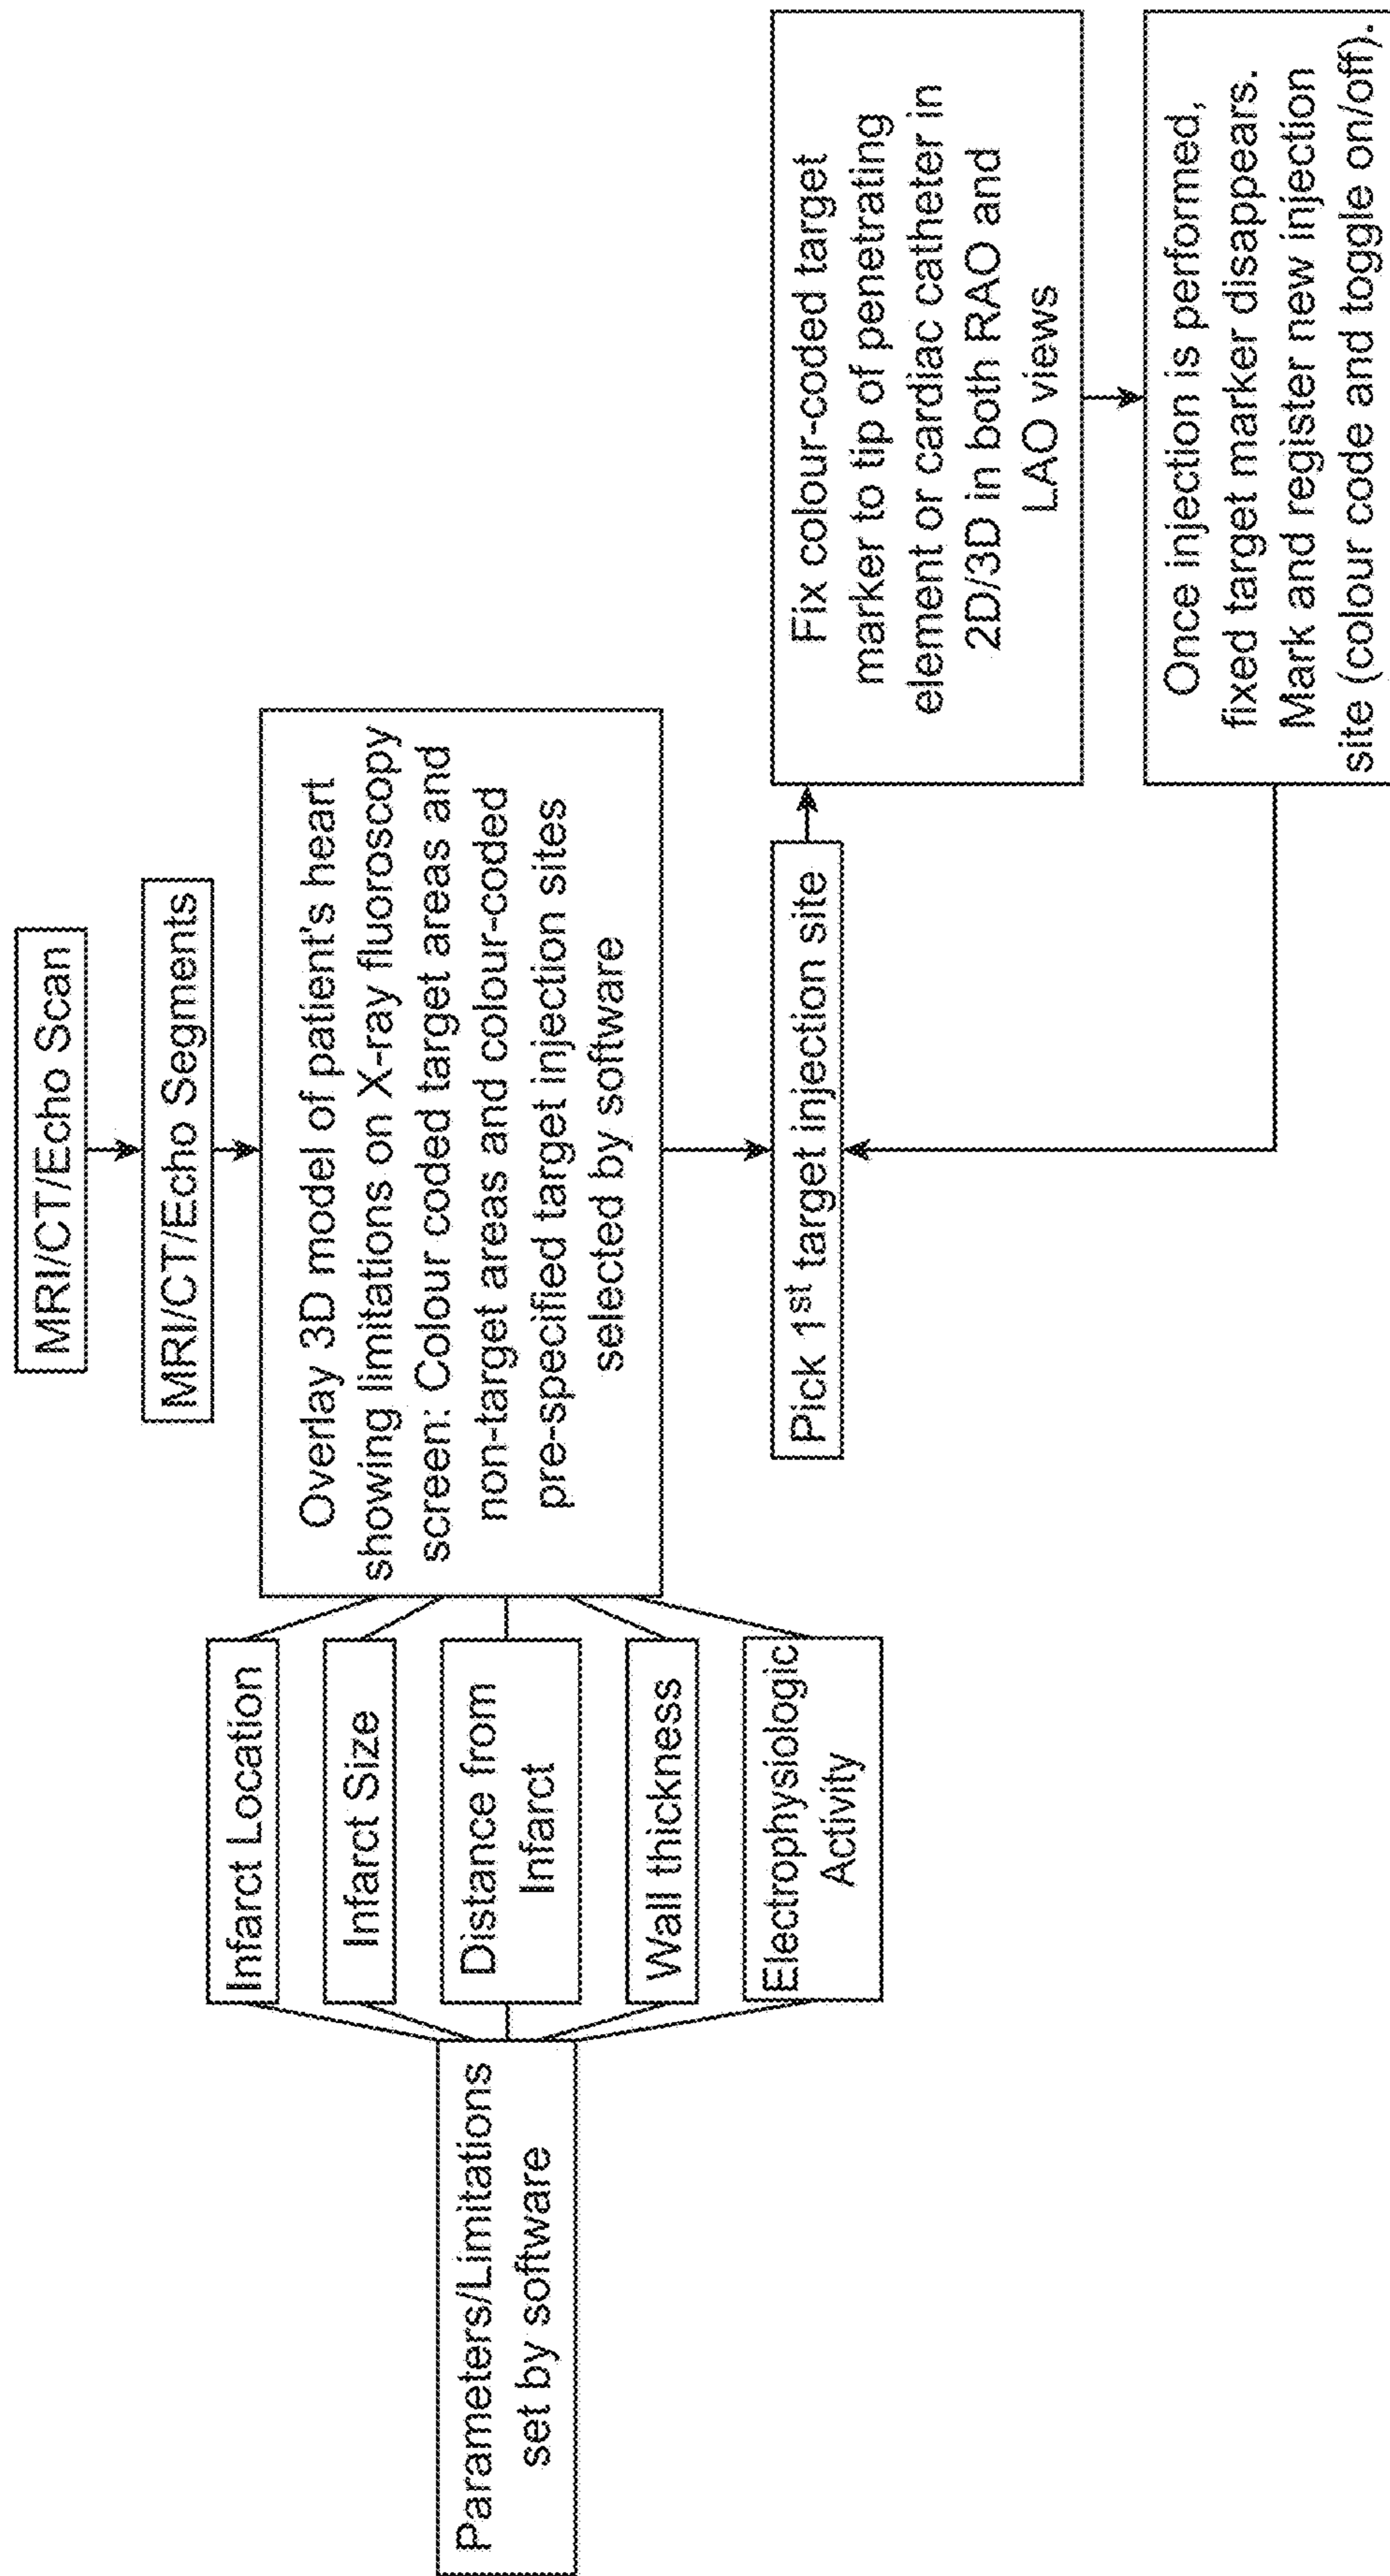 MRI/CT/Echo Scan
MRI/CT/Echo Segments
Parameters/Limitations
set by software
Infarct Location
Infarct Size
Distance from
Infarct
Wall thickness
Electrophysiologic
Activity
Overlay 3D model of patient's heart
showing limitations on X-ray fluoroscopy
screen: Colour coded target areas and
non-target areas and colour-coded
pre-specified target injection sites
selected by software
Pick 1st target injection site
Fix colour-coded target
marker to tip of penetrating
element or cardiac catheter in
2D/3D in both RAO and
LAO views
Once injection is performed,
fixed target marker disappears.
Mark and register new injection
site (colour code and toggle on/off).